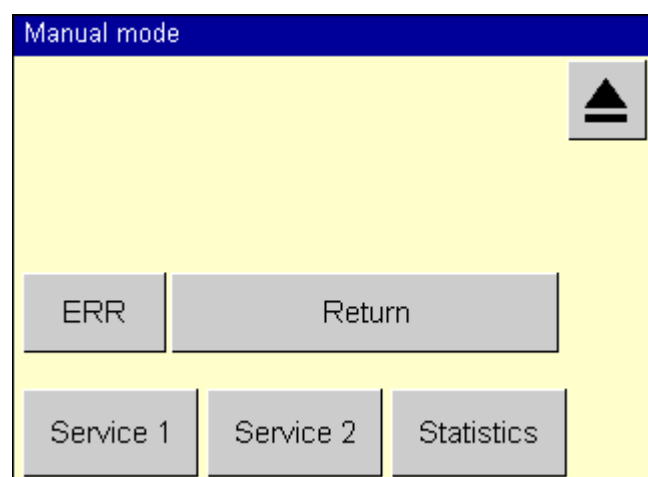 Manual mode
ERR
Return
Service 1
Service 2
Statistics